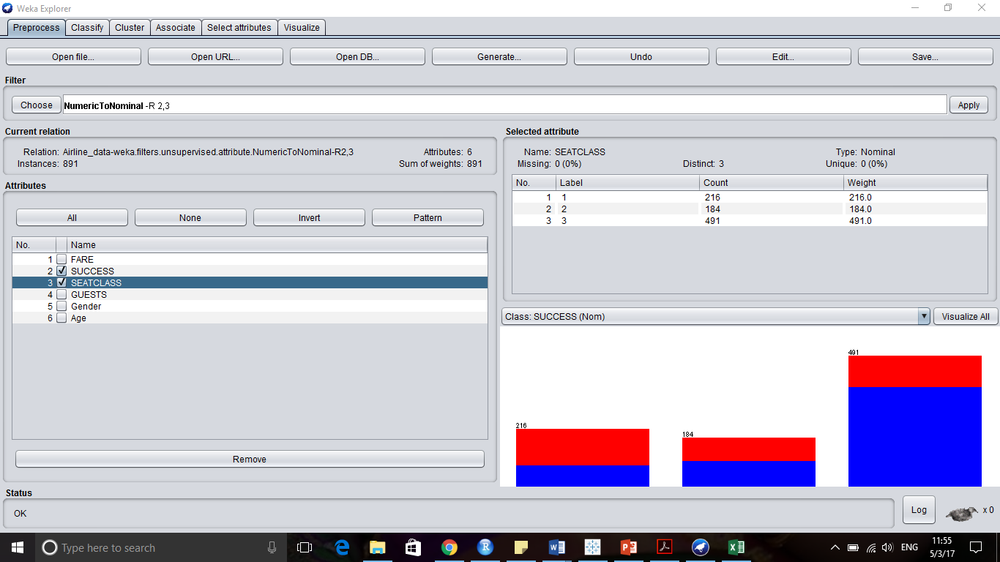 Weka Explorer
Preprocess Classify Cluster Associate Select attributes Visualize
Open file... Open URL... Open DB... Generate... Undo Edit... Save...
Filter
Choose NumericToNominal -R 2,3 Apply
Current relation
Relation: Airline_data-weka.filters.unsupervised.attribute.NumericToNominal-R2,3 Attributes: 6
Instances: 891 Sum of weights: 891
Attributes
All None Invert Pattern
No. Name
1 FARE
2 SUCCESS
3 SEATCLASS
4 GUESTS
5 Gender
6 Age
Remove
Selected attribute
Name: SEATCLASS Type: Nominal
Missing: 0 (0%) Distinct: 3 Unique: 0 (0%)
No. Label Count Weight
1 1 216 216.0
2 2 184 184.0
3 3 491 491.0
Class: SUCCESS (Nom) Visualize All
491
216
184
Status
OK
Log x 0
Type here to search
ENG
11:55
5/3/17